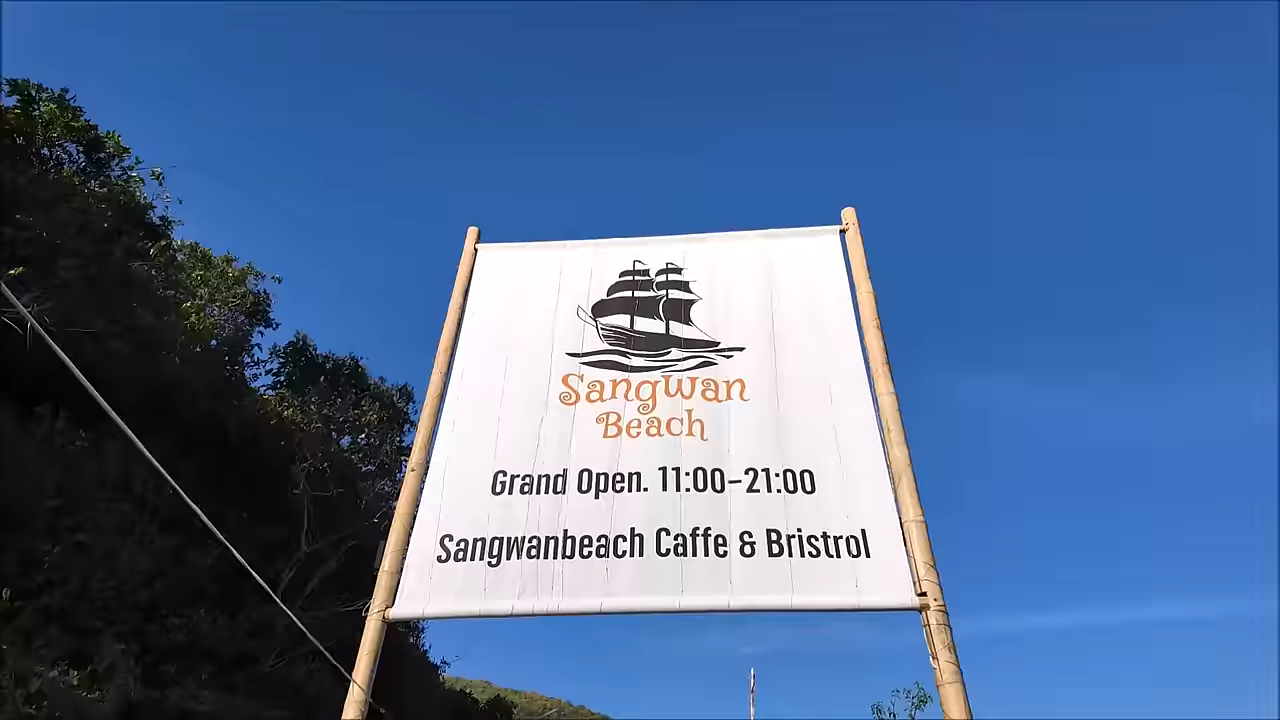 Sangwan
Beach
Grand Open. 11:00-21:00
Sangwanbeach Caffe & Bristrol